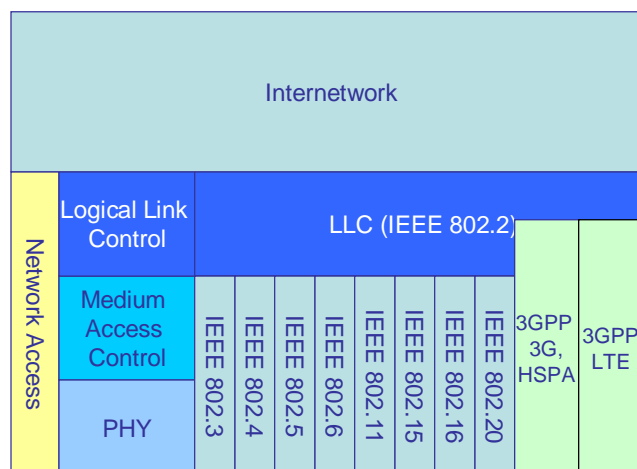 Internetwork
Network Access
Logical Link
Control
LLC (IEEE 802.2)
Medium
Access
Control
PHY
IEEE 802.3
IEEE 802.4
IEEE 802.5
IEEE 802.6
IEEE 802.11
IEEE 802.15
IEEE 802.16
IEEE 802.20
3GPP
3G,
HSPA
3GPP
LTE